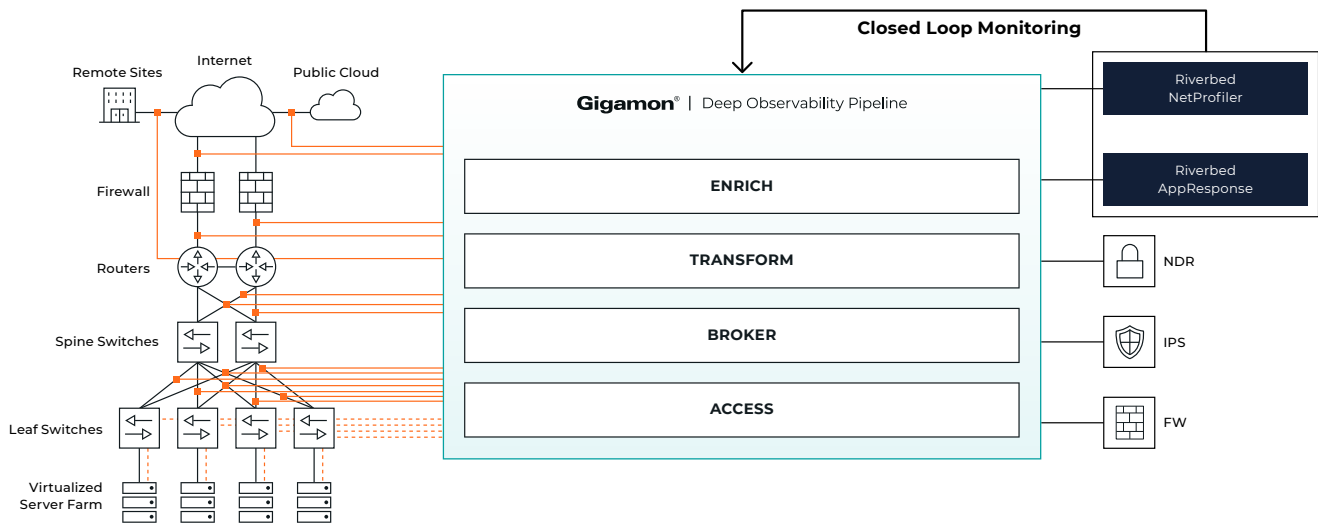 Closed Loop Monitoring
Internet
Remote Sites
Public Cloud
Gigamon® | Deep Observability Pipeline
Riverbed
NetProfiler
Firewall
ENRICH
Riverbed
AppResponse
Routers
TRANSFORM
NDR
Spine Switches
BROKER
IPS
Leaf Switches
ACCESS
FW
Virtualized
Server Farm